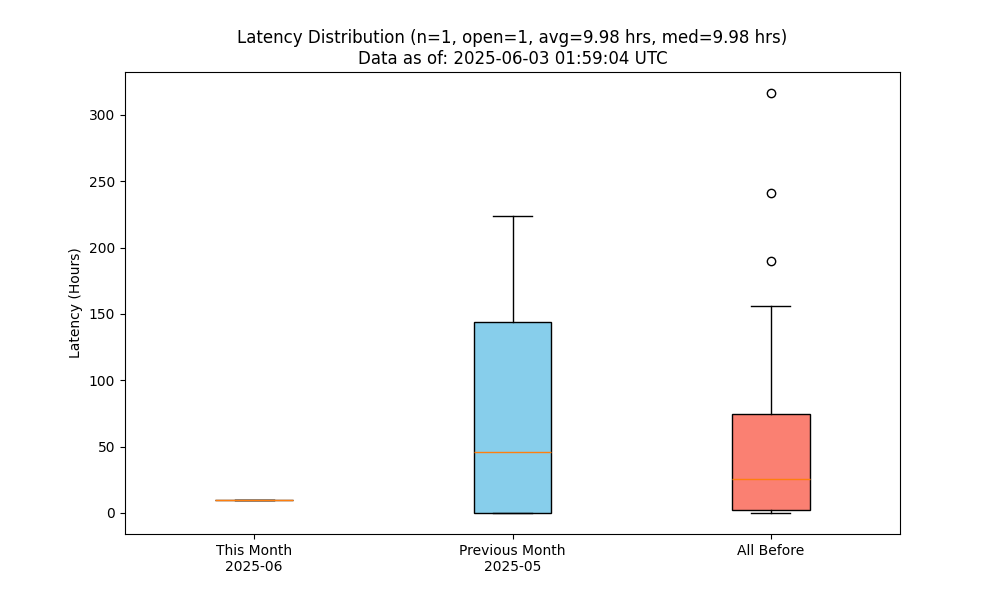 Latency Distribution (n=1, open=1, avg=9.98 hrs, med=9.98 hrs)
Data as of: 2025-06-03 01:59:04 UTC
300
250
200
150
100
50
0
Latency (Hours)
This Month
2025-06
Previous Month
2025-05
All Before